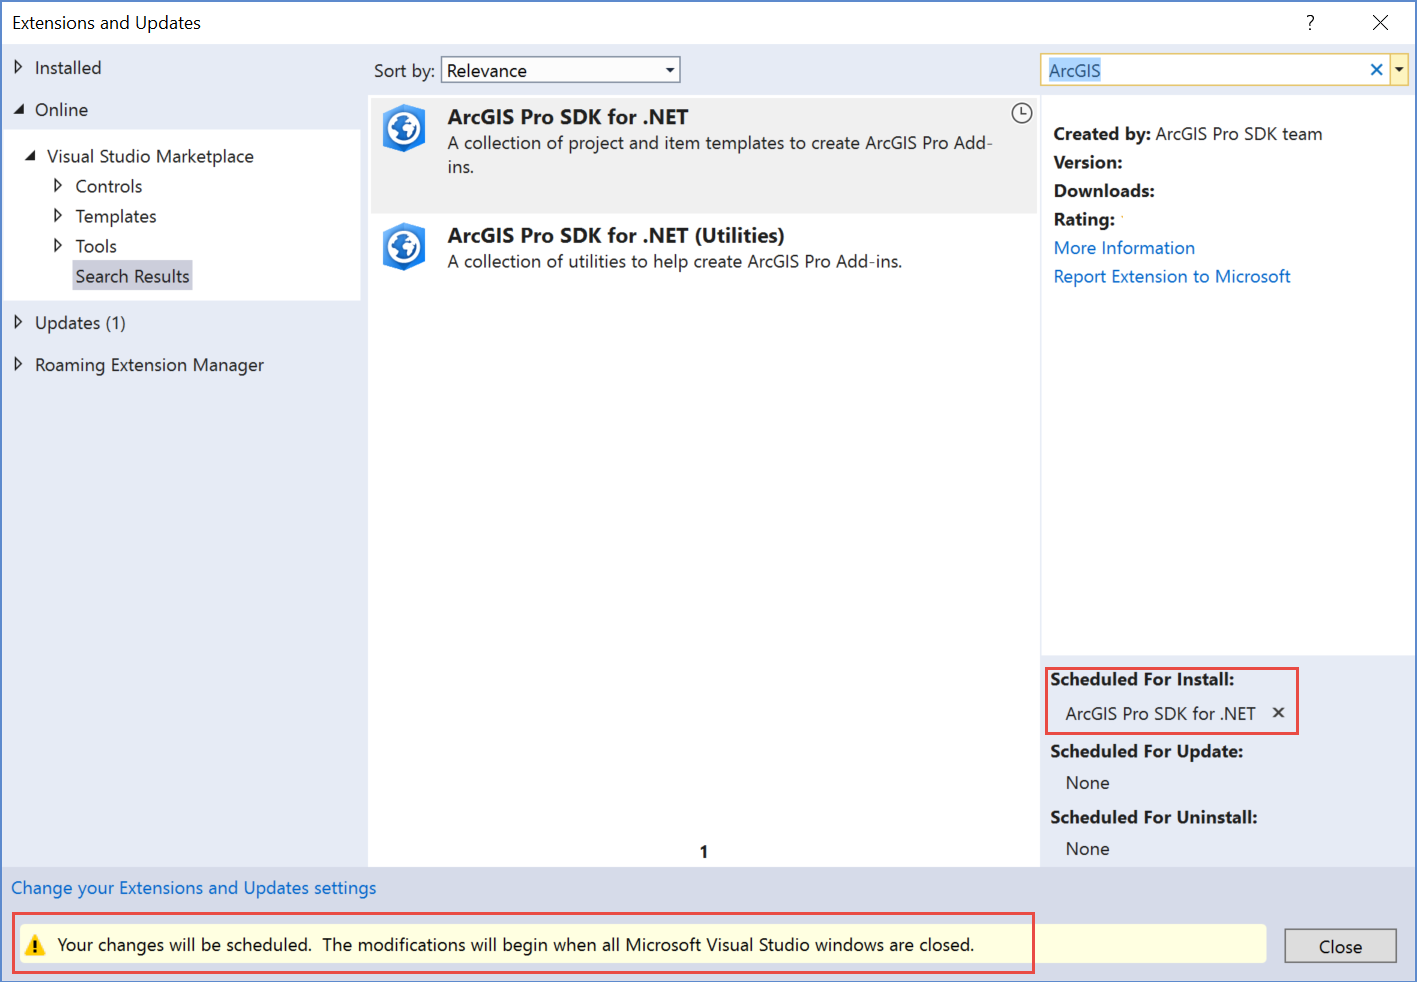 Extensions and Updates
?
Installed
Online
Visual Studio Marketplace
Controls
Templates
Tools
Search Results
Updates (1)
Roaming Extension Manager
Sort by: Relevance
ArcGIS Pro SDK for .NET
A collection of project and item templates to create ArcGIS Pro Add-
ins.
ArcGIS Pro SDK for .NET (Utilities)
A collection of utilities to help create ArcGIS Pro Add-ins.
1
ArcGIS
Created by: ArcGIS Pro SDK team
Version:
Downloads:
Rating:
More Information
Report Extension to Microsoft
Scheduled For Install:
ArcGIS Pro SDK for .NET
Scheduled For Update:
None
Scheduled For Uninstall:
None
Change your Extensions and Updates settings
Your changes will be scheduled.  The modifications will begin when all Microsoft Visual Studio windows are closed.
Close